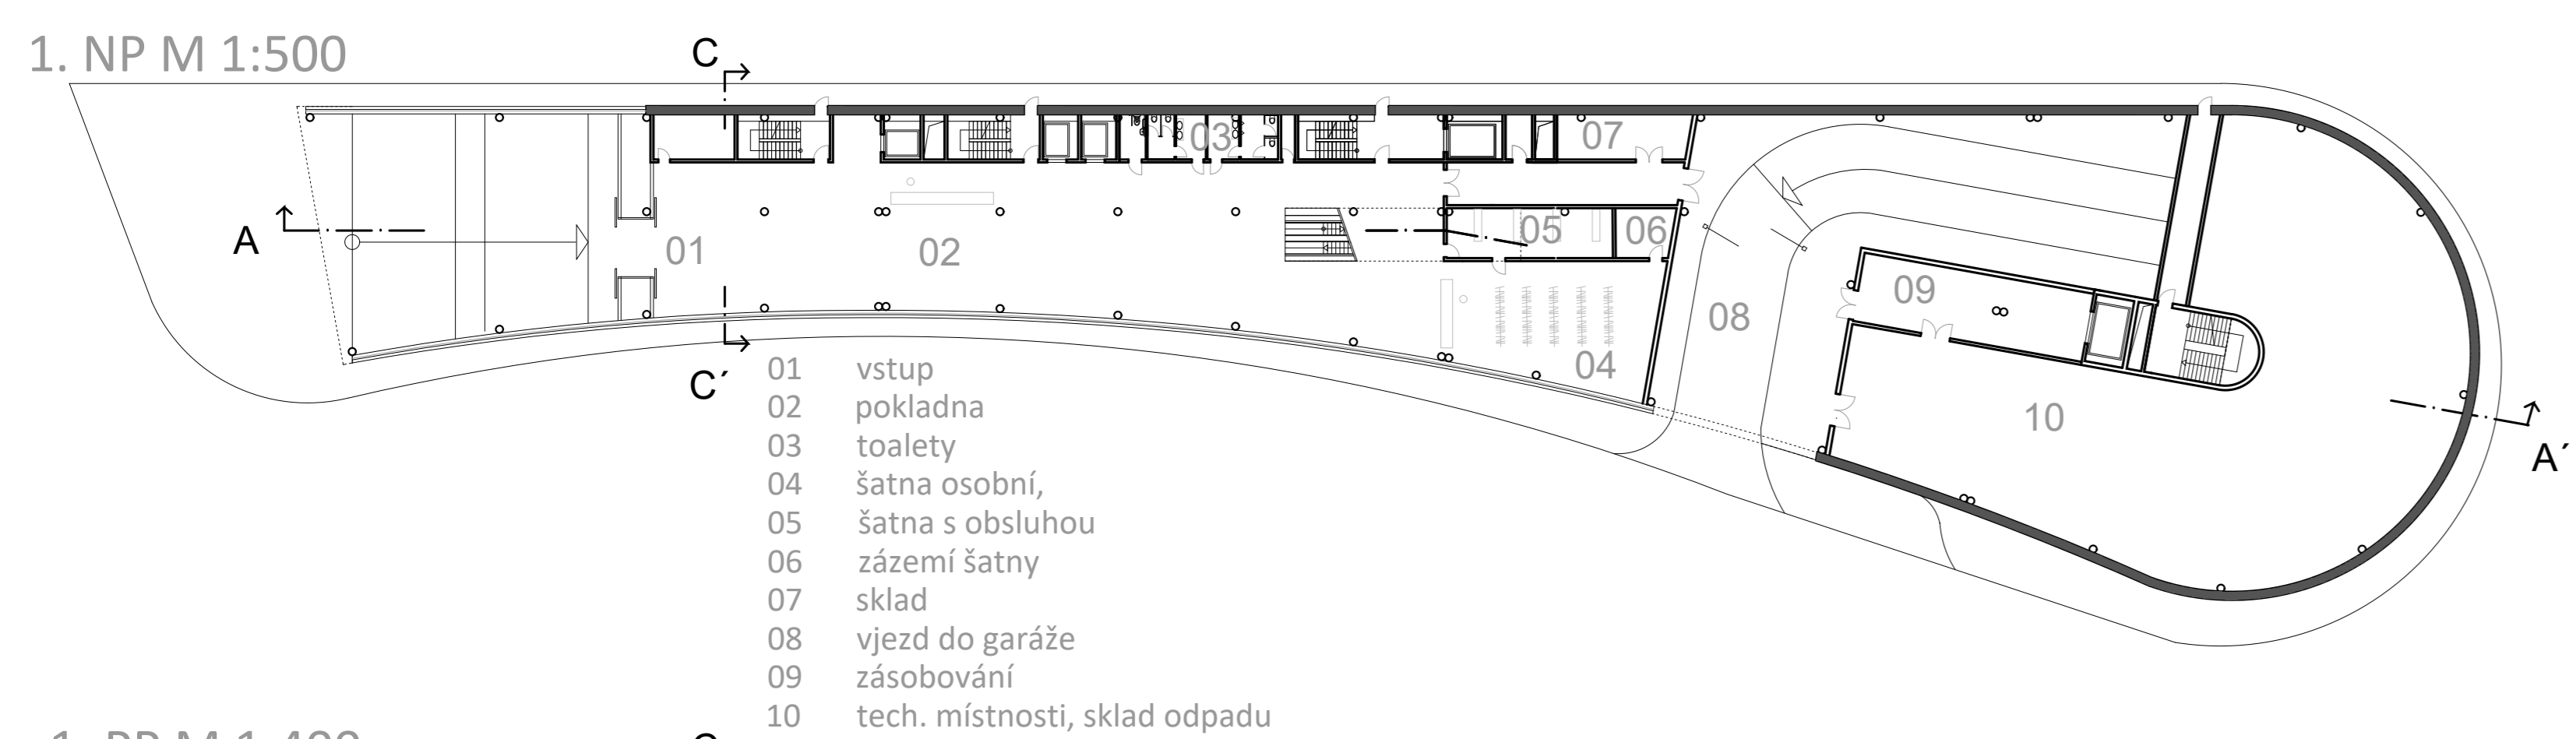 1. NP M 1:500
C
07
03
A
05
06
01
02
09
08
04
10
A´
C´
01 vstup
02 pokladna
03 toalety
04 šatna osobní,
05 šatna s obsluhou
06 zázemí šatny
07 sklad
08 vjezd do garáže
09 zásobování
10 tech. místnosti, sklad odpadu